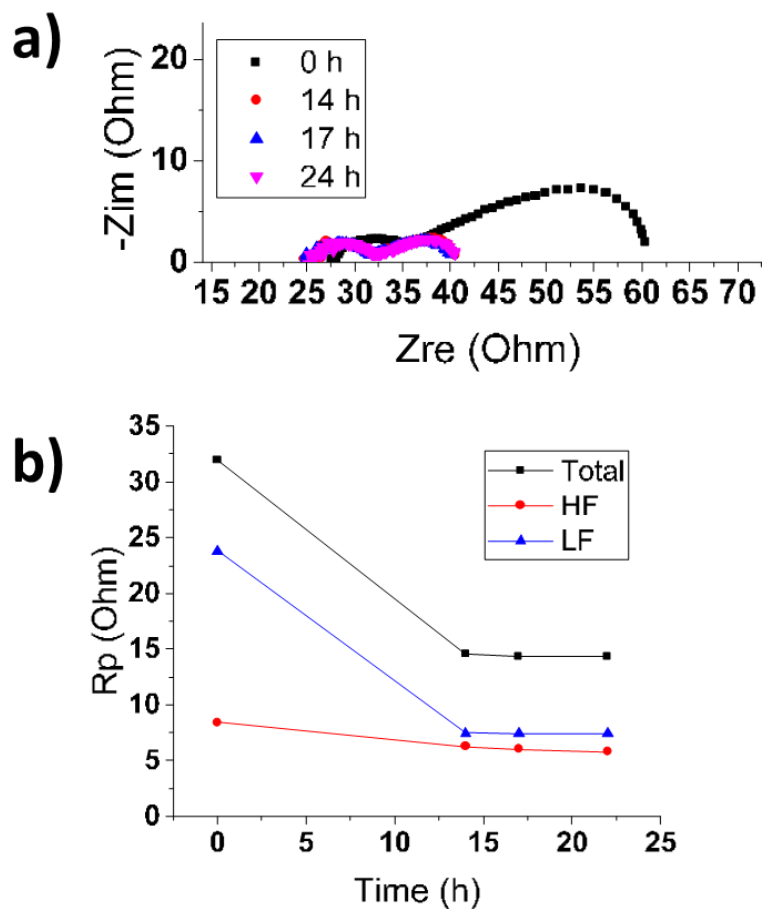 a)
-Zim (Ohm)
20
10
0
0 h
14 h
17 h
24 h
15 20 25 30 35 40 45 50 55 60 65 70
Zre (Ohm)
b)
Rp (Ohm)
35
30
25
20
15
10
5
0
Total
HF
LF
0 5 10 15 20 25
Time (h)